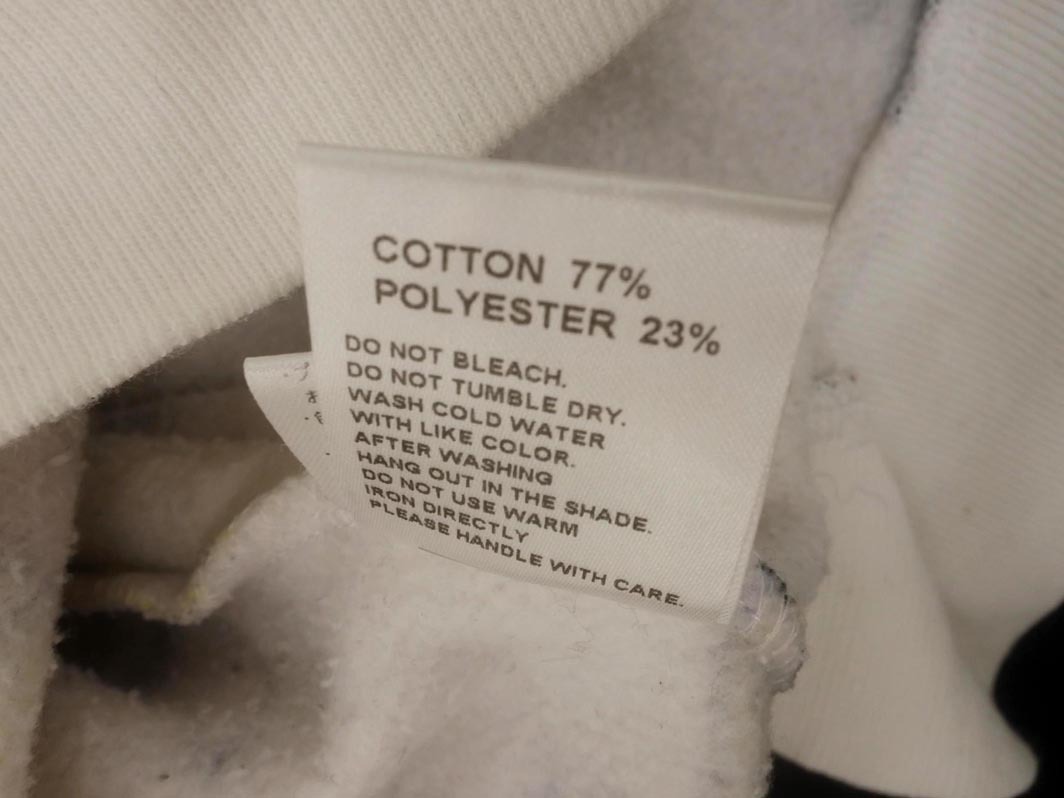 COTTON 77%
POLYESTER 23%
DO NOT BLEACH.
DO NOT TUMBLE DRY.
WASH COLD WATER
WITH LIKE COLOR.
AFTER WASHING
HANG OUT IN THE SHADE.
DO NOT USE WARM
IRON DIRECTLY
PLEASE HANDLE WITH CARE.